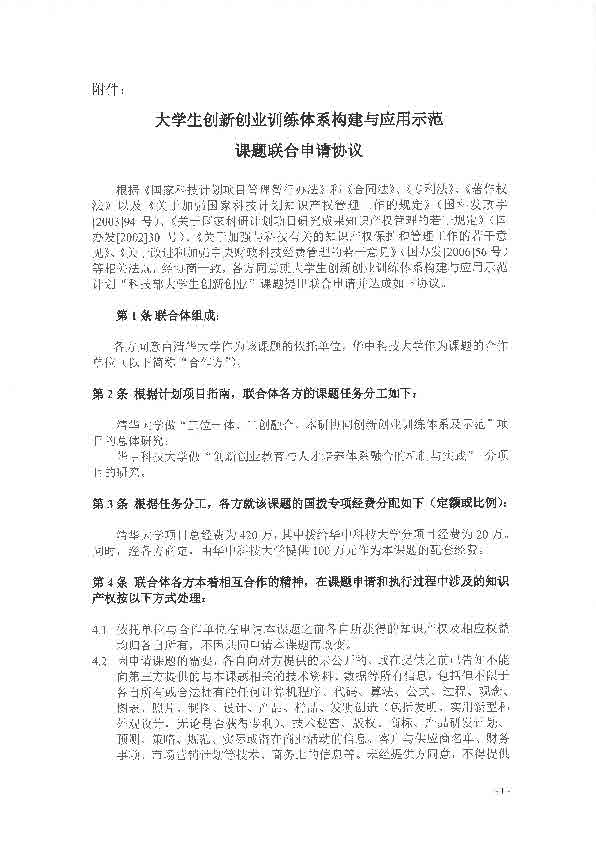 附件：
大学生创新创业训练体系构建与应用示范
课题联合申请协议
根据《国家科技计划项目管理暂行办法》和《合同法》、《专利法》、《著作权
法》以及《关于加强国家科技计划知识产权管理工作的规定》（国科发政字
[2003]94 号）、《关于国家科研计划项目研究成果知识产权管理的若干规定》（国
办发[2002]30 号）、《关于加强与科技有关的知识产权保护和管理工作的若干意
见》、《关于改进和加强中央财政科技经费管理的若干意见》（国办发[2006]56 号）
等相关法规，经协商一致，各方同意就大学生创新创业训练体系构建与应用示范
计划“科技部大学生创新创业”课题提出联合申请并达成如下协议。
第 1 条 联合体组成：
各方同意由清华大学作为该课题的依托单位，华中科技大学作为课题的合作
单位（以下简称“合作方”）。
第 2 条 根据计划项目指南，联合体各方的课题任务分工如下：
清华大学做“三位一体、三创融合、本研协同创新创业训练体系及示范”项
目的总体研究；
华中科技大学做“创新创业教育与人才培养体系融合的机制与实践” 分项
目的研究。
第 3 条 根据任务分工，各方就该课题的国拨专项经费分配如下（定额或比例）：
清华大学项目总经费为 420 万，其中拨给华中科技大学分项目经费为 20 万。
同时，经各方商定，由华中科技大学提供 100 万元作为本课题的配套经费。
第 4 条 联合体各方本着相互合作的精神，在课题申请和执行过程中涉及的知识
产权按以下方式处理：
4.1 依托单位与合作单位在申请本课题之前各自所获得的知识产权及相应权益
均归各自所有，不因共同申请本课题而改变。
4.2 因申请课题的需要，各自向对方提供的未公开的、或在提供之前已告知不能
向第三方提供的与本课题相关的技术资料、数据等所有信息，包括但不限于
各自所有或合法拥有的任何计算机程序、代码、算法、公式、过程、观念、
图表、照片、制图、设计、产品、样品、发明创造（包括发明、实用新型和
外观设计，无论是否获得专利）、技术秘密、版权、商标、产品研发计划、
预测、策略、规范、实际或潜在商业活动的信息、客户与供应商名单、财务
事项、市场营销计划等技术、商务上的信息等。未经提供方同意，不得提供
- 1 -